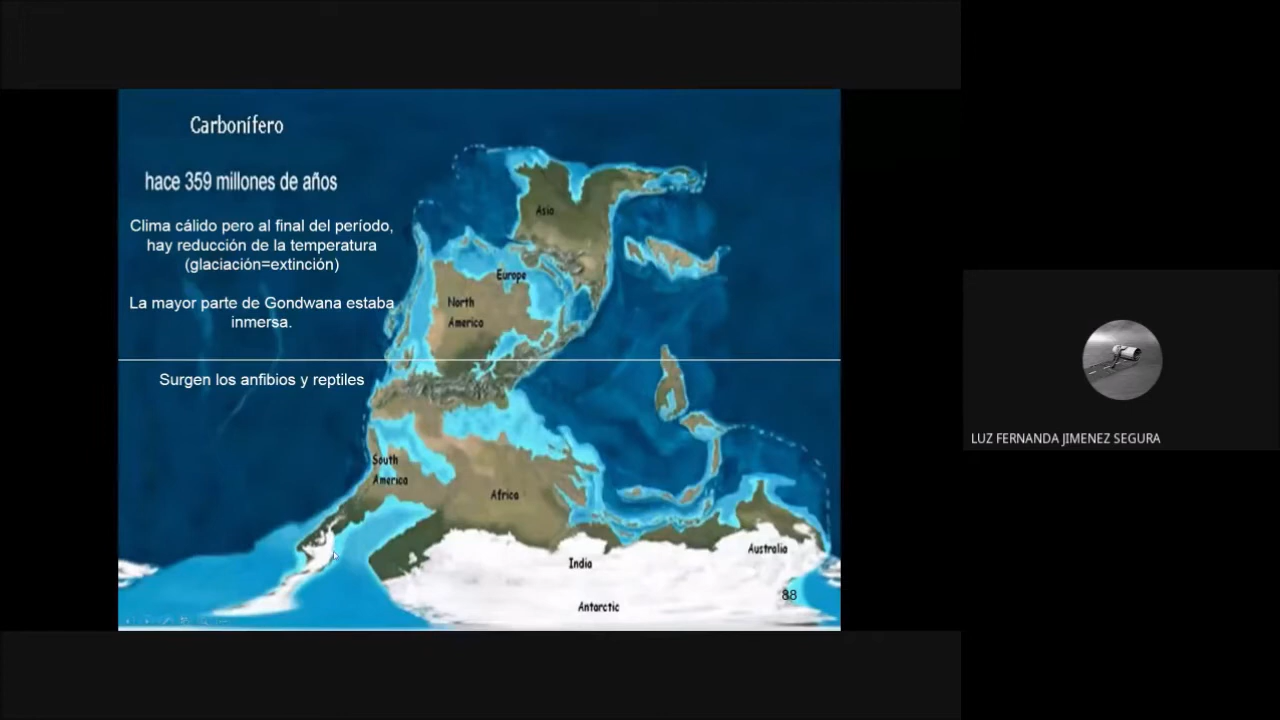 Carbonífero
hace 359 millones de años
Clima cálido pero al final del período,
hay reducción de la temperatura
(glaciación=extinción)
La mayor parte de Gondwana estaba
inmersa.
Surgen los anfibios y reptiles
Asia
Europe
North
America
South
America
Africa
India
Australia
Antarctic
88
LUZ FERNANDA JIMENEZ SEGURA